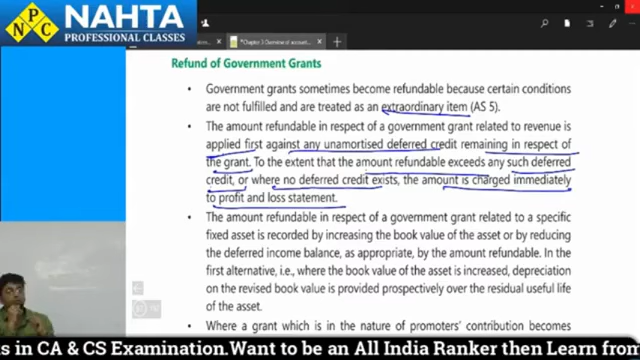 NAHTA
NPC
PROFESSIONAL CLASSES
*Chapter 3 Overview of account
Refund of Government Grants
• Government grants sometimes become refundable because certain conditions
are not fulfilled and are treated as an extraordinary item (AS 5).
• The amount refundable in respect of a government grant related to revenue is
applied first against any unamortised deferred credit remaining in respect of
the grant. To the extent that the amount refundable exceeds any such deferred
credit, or where no deferred credit exists, the amount is charged immediately
to profit and loss statement.
• The amount refundable in respect of a government grant related to a specific
fixed asset is recorded by increasing the book value of the asset or by reducing
the deferred income balance, as appropriate, by the amount refundable. In
the first alternative, i.e., where the book value of the asset is increased, depreciation
on the revised book value is provided prospectively over the residual useful life
of the asset.
• Where a grant which is in the nature of promoters' contribution becomes
s in CA & CS Examination.Want to be an All India Ranker then Learn from